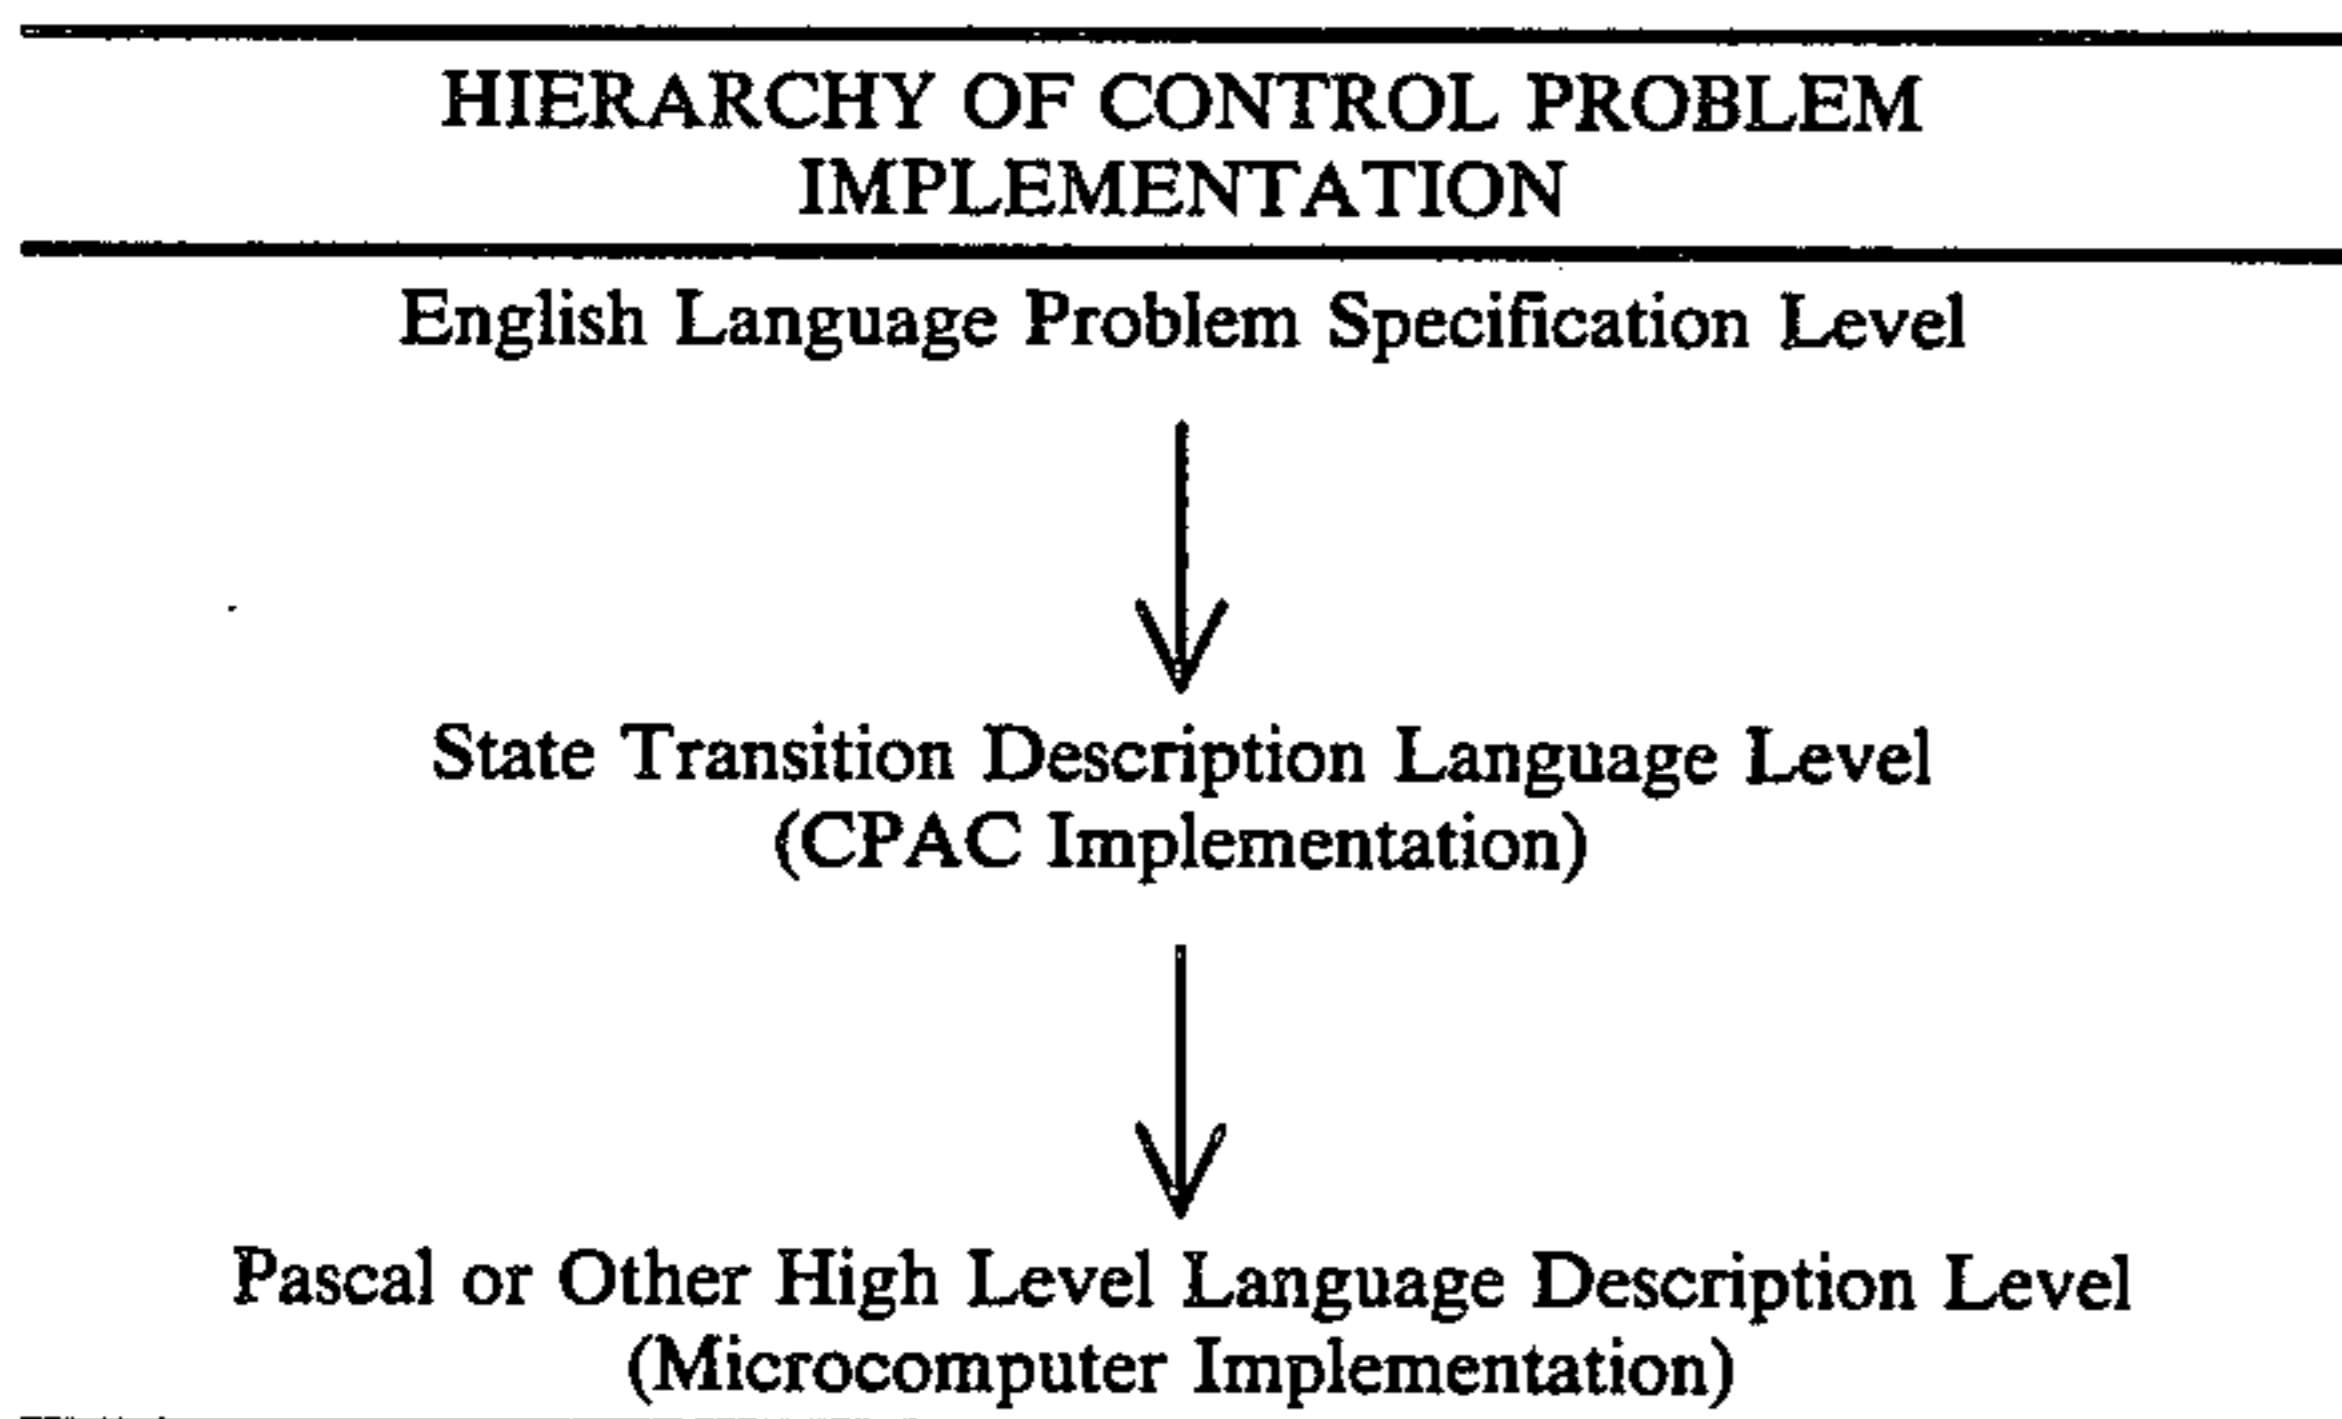 HIERARCHY OF CONTROL PROBLEM
IMPLEMENTATION
English Language Problem Specification Level
State Transition Description Language Level
(CPAC Implementation)
Pascal or Other High Level Language Description Level
(Microcomputer Implementation)